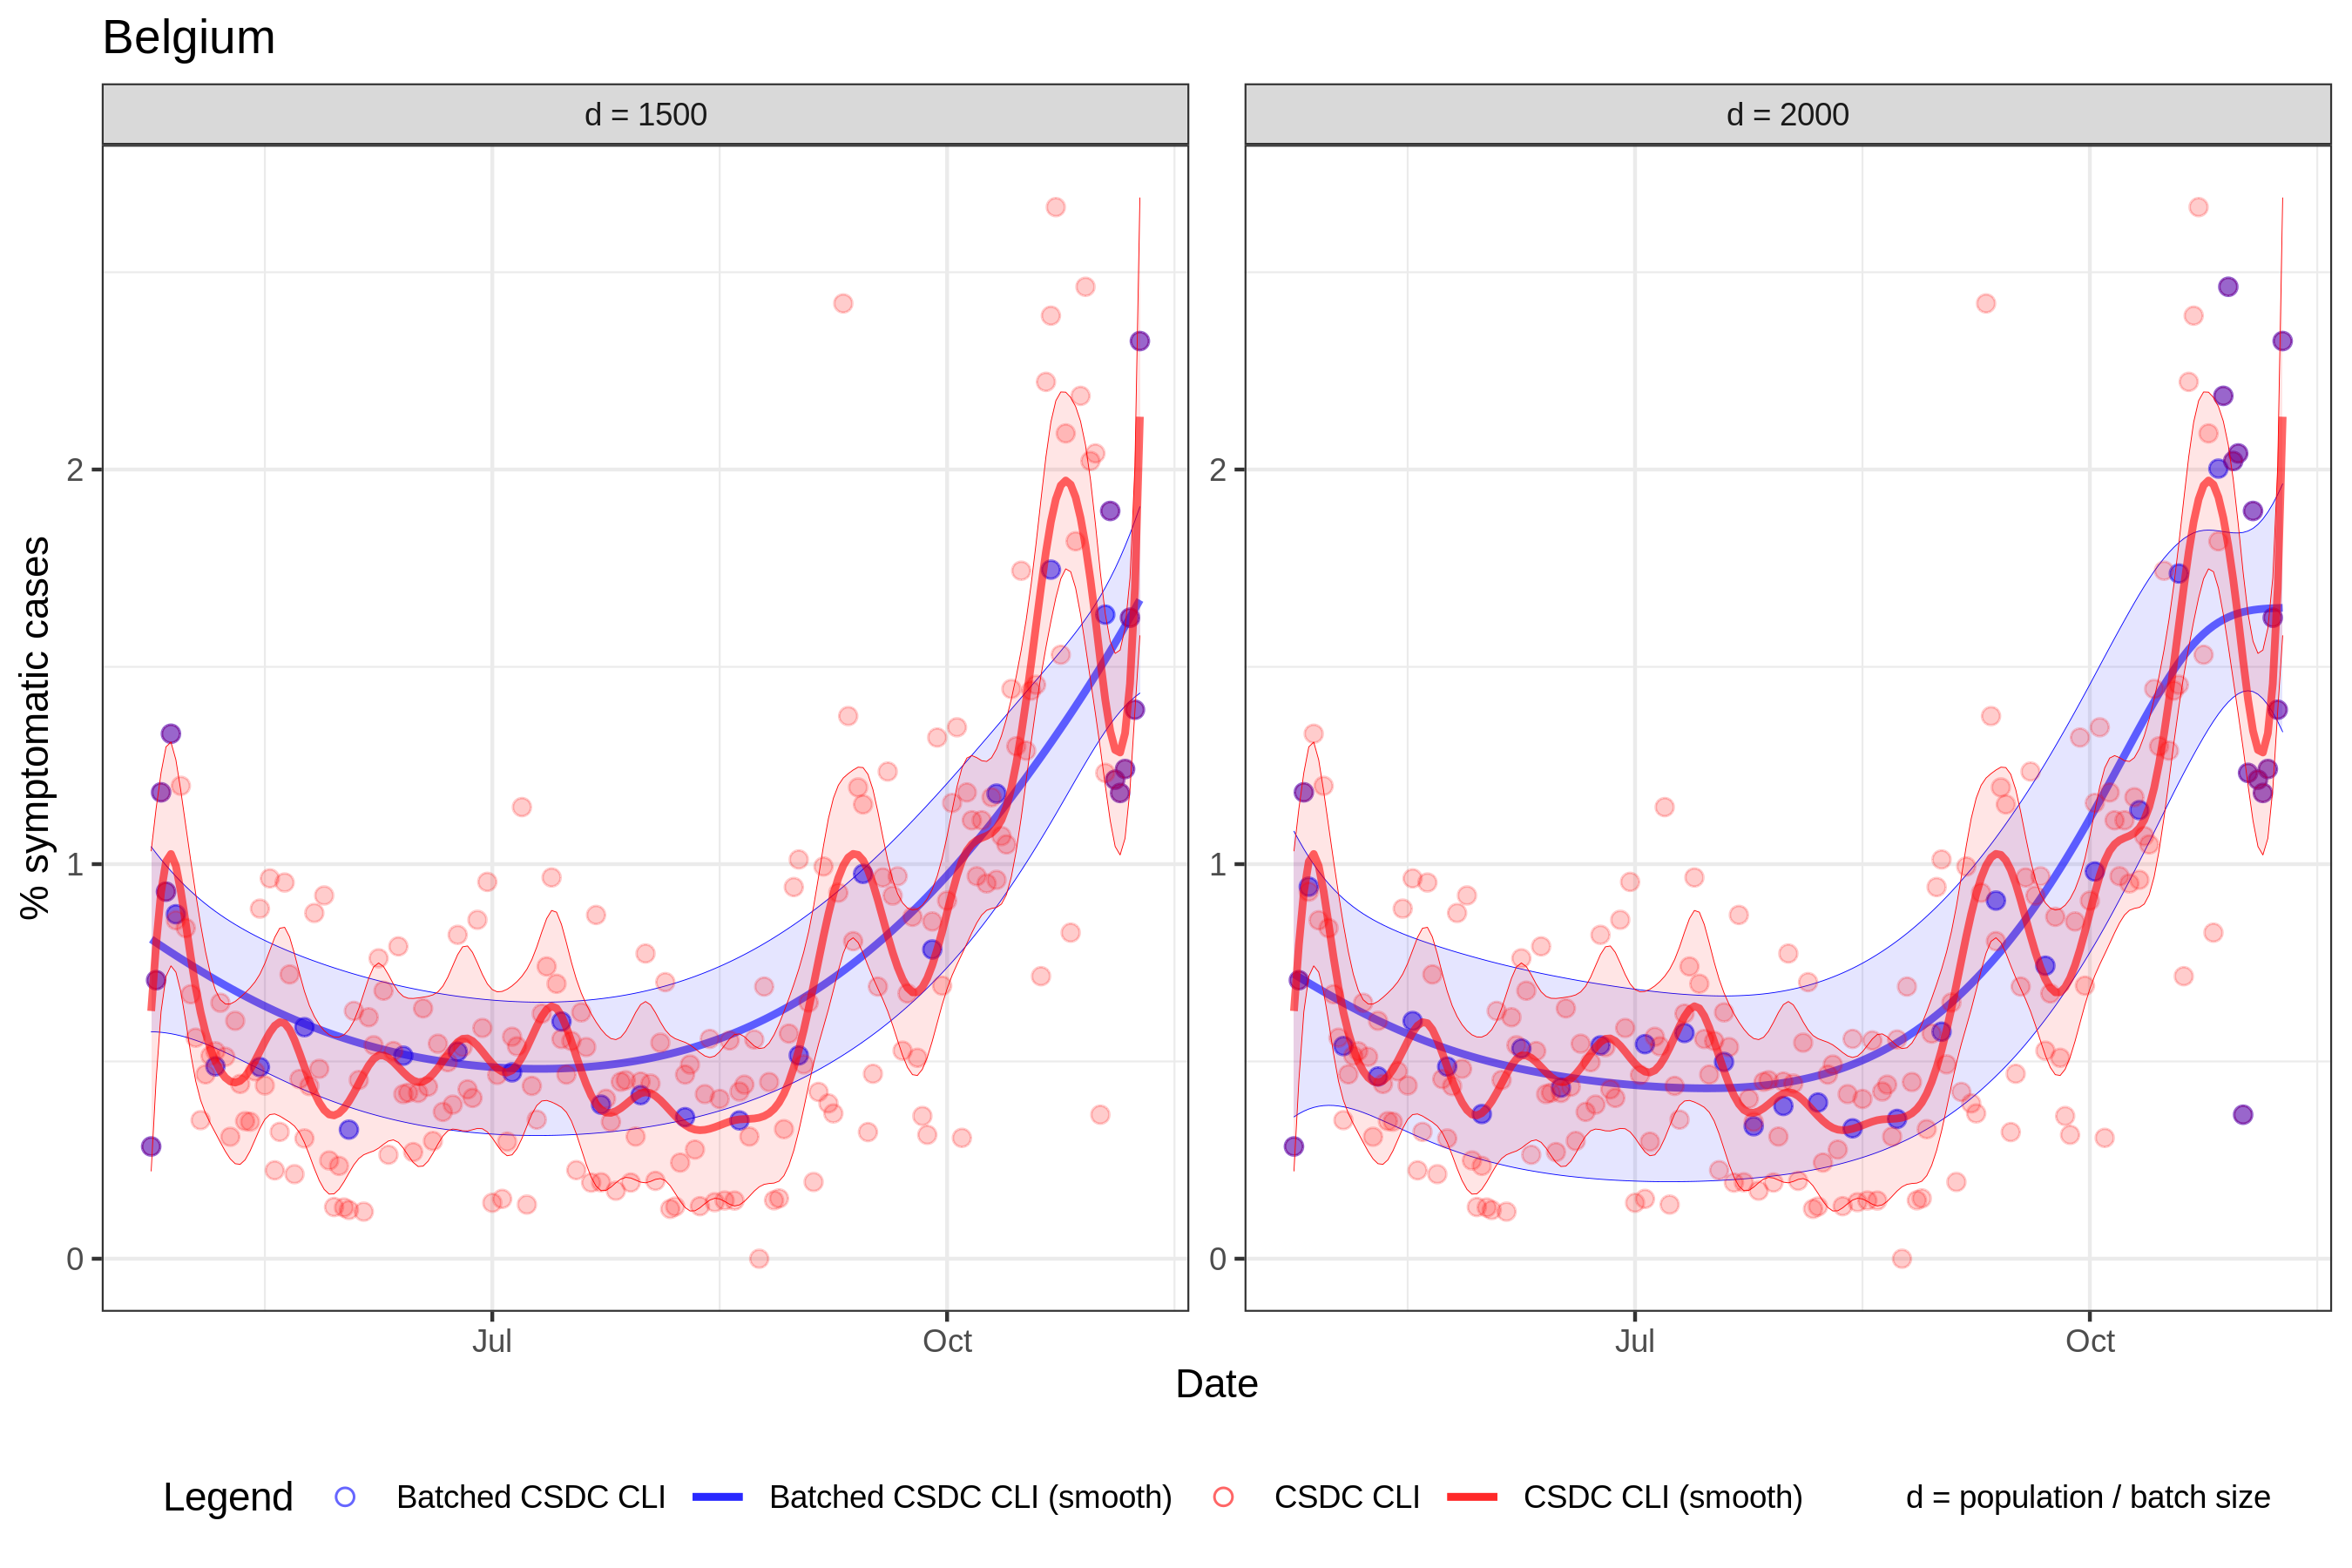 Belgium
d = 1500
d = 2000
% symptomatic cases
2
1
0
2
1
0
Jul
Oct
Jul
Oct
Date
Legend
Batched CSDC CLI
Batched CSDC CLI (smooth)
CSDC CLI
CSDC CLI (smooth)
d = population / batch size